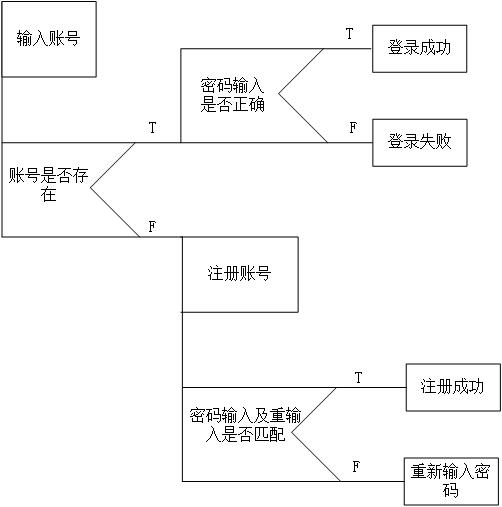 输入账号
T
登录成功
密码输入
是否正确
T
F
登录失败
账号是否存
在
F
注册账号
T
注册成功
密码输入及重输
入是否匹配
F
重新输入密
码